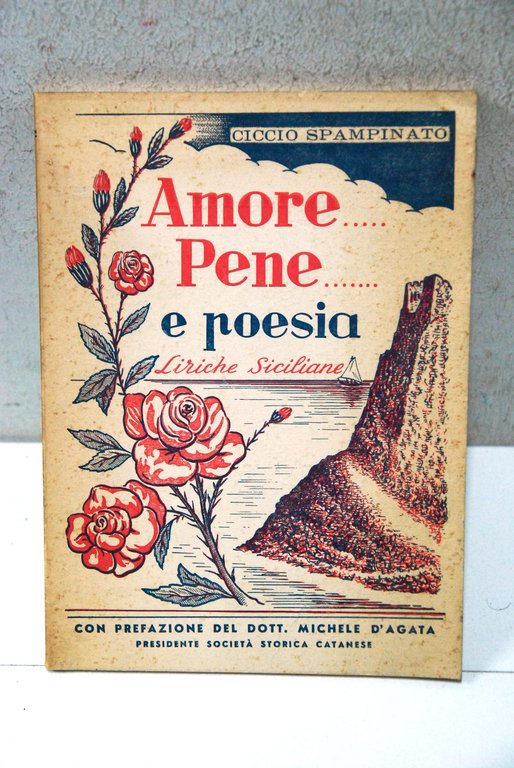 CICCIO SPAMPINATO
Amore.....
Pene.......
e poesia
Liriche Siciliane
CON PREFAZIONE DEL DOTT. MICHELE D'AGATA
PRESIDENTE SOCIETÀ STORICA CATANESE